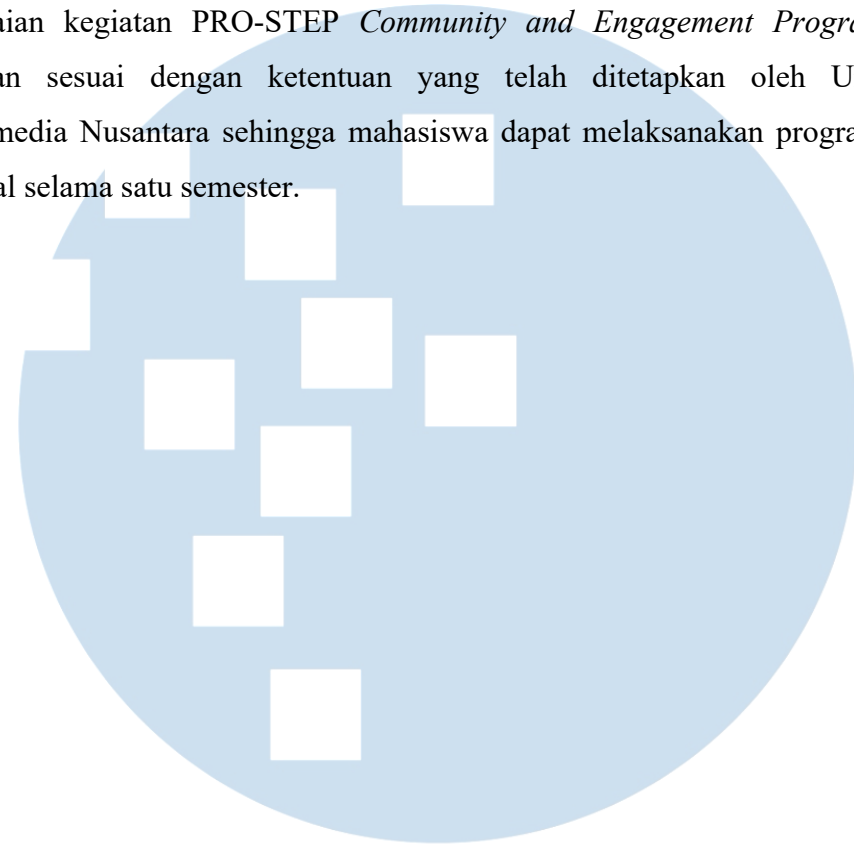 aian kegiatan PRO-STEP Community and Engagement Progra
an sesuai dengan ketentuan yang telah ditetapkan oleh U
media Nusantara sehingga mahasiswa dapat melaksanakan progra
al selama satu semester.